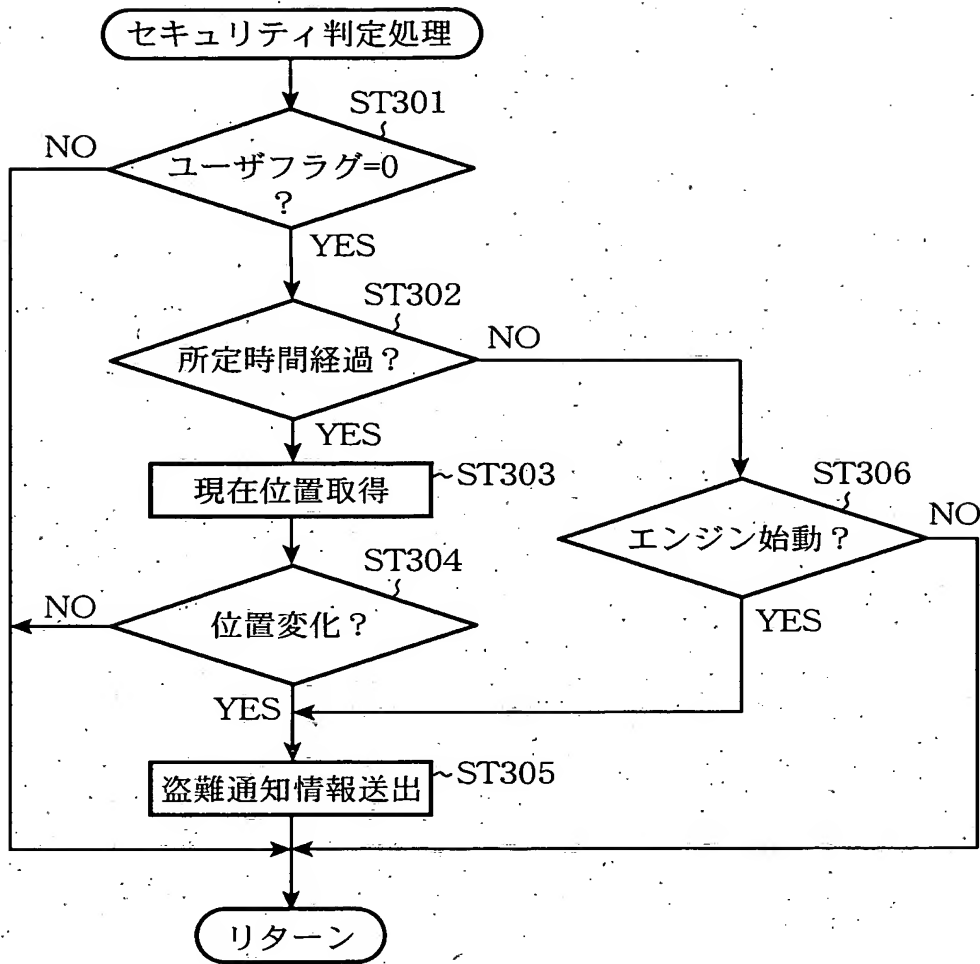 セキュリティ判定処理
ST301
NO
ユーザフラグ=0
?
YES
ST302
所定時間経過?
NO
YES
現在位置取得
ST303
ST306
エンジン始動?
NO
ST304
NO
位置変化?
YES
YES
盗難通知情報送出
ST305
リターン